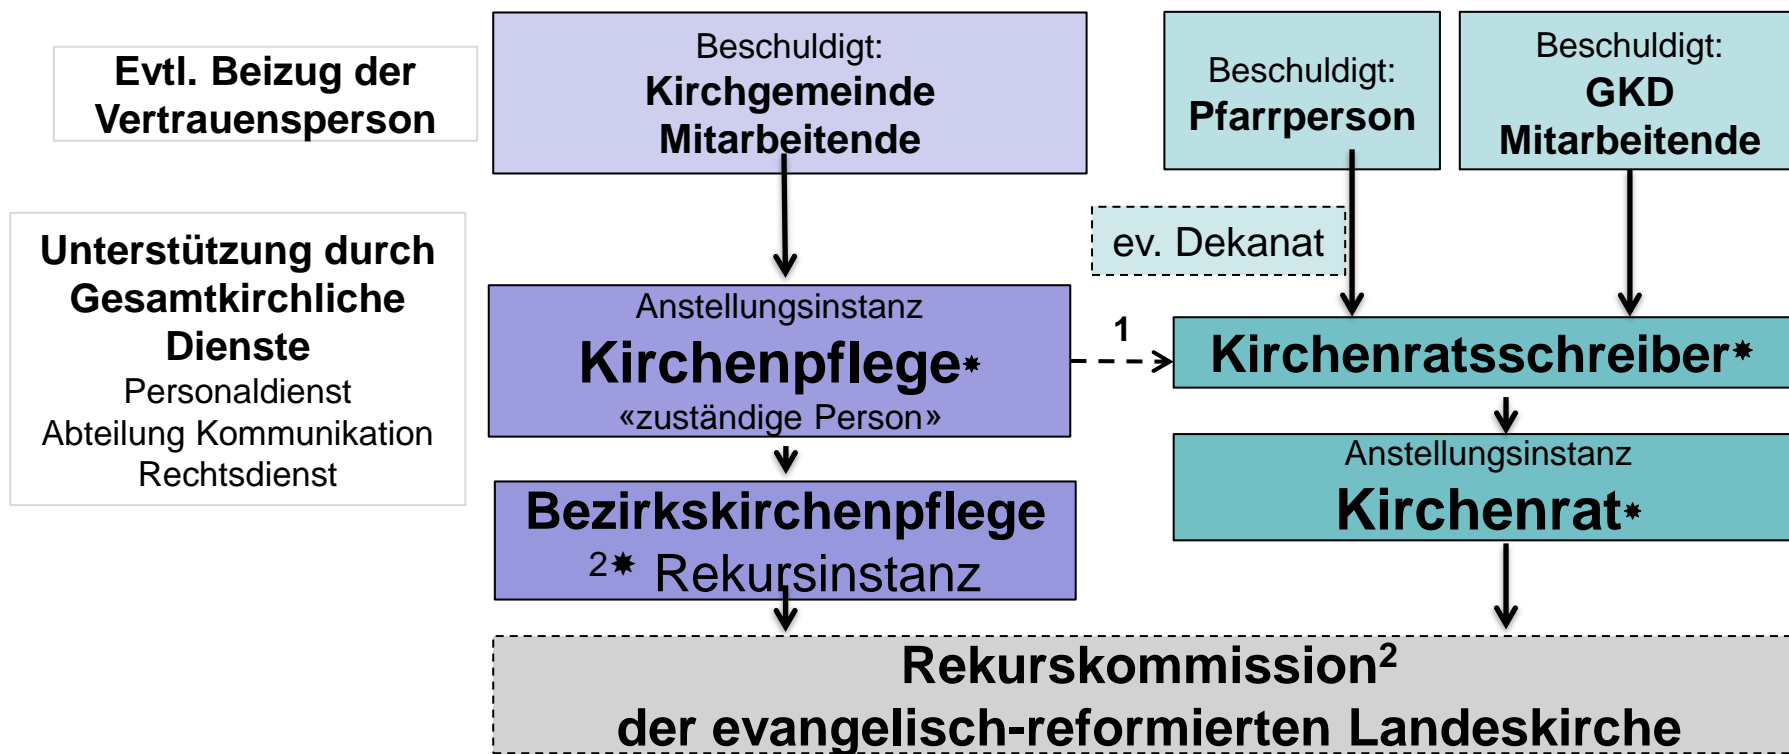 Evtl. Beizug der
Vertrauensperson
Beschuldigt:
Kirchgemeinde
Mitarbeitende
Beschuldigt:
Pfarrperson
Beschuldigt:
GKD
Mitarbeitende
Unterstützung durch
Gesamtkirchliche
Dienste
Personaldienst
Abteilung Kommunikation
Rechtsdienst
ev. Dekanat
Anstellungsinstanz
Kirchenpflege*
«zuständige Person»
1
Kirchenratsschreiber*
Anstellungsinstanz
Kirchenrat*
Bezirkskirchenpflege
2* Rekursinstanz
Rekurskommission2
der evangelisch-reformierten Landeskirche